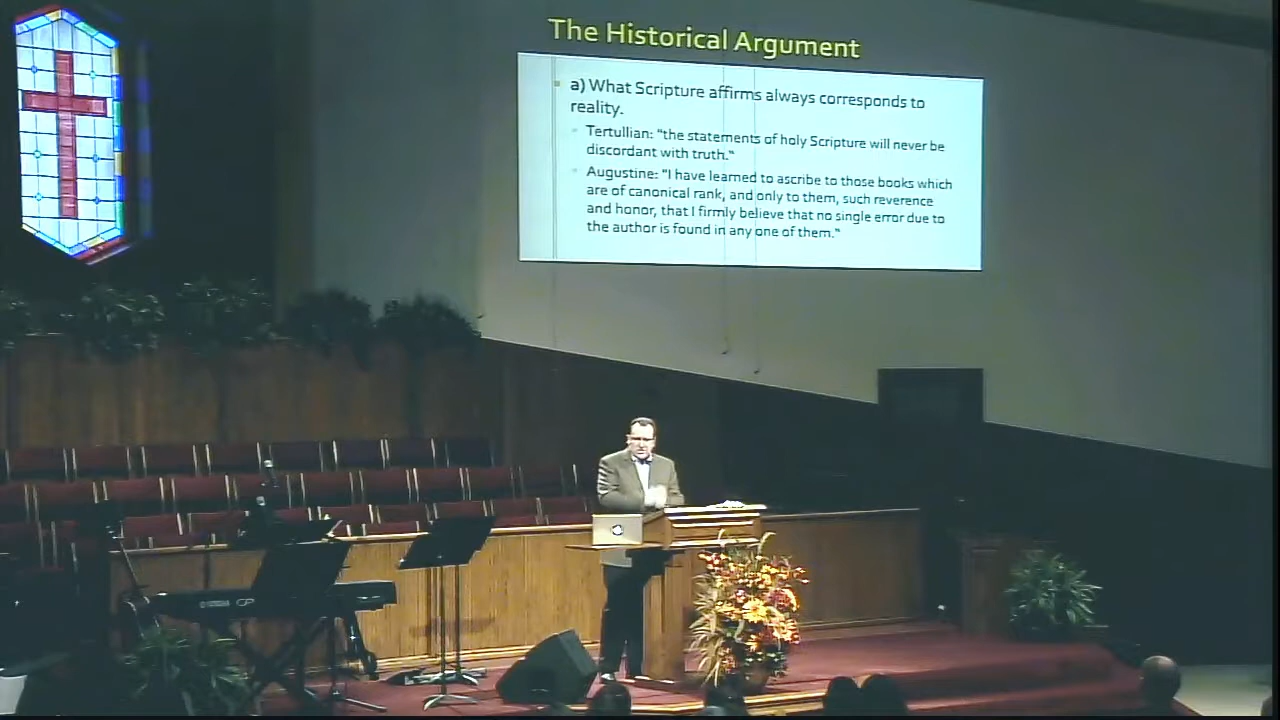 The Historical Argument
a) What Scripture affirms always corresponds to
reality.
Tertullian: "the statements of holy Scripture will never be
discordant with truth."
Augustine: "I have learned to ascribe to those books which
are of canonical rank, and only to them, such reverence
and honor, that I firmly believe that no single error due to
the author is found in any one of them."
YAMAHA